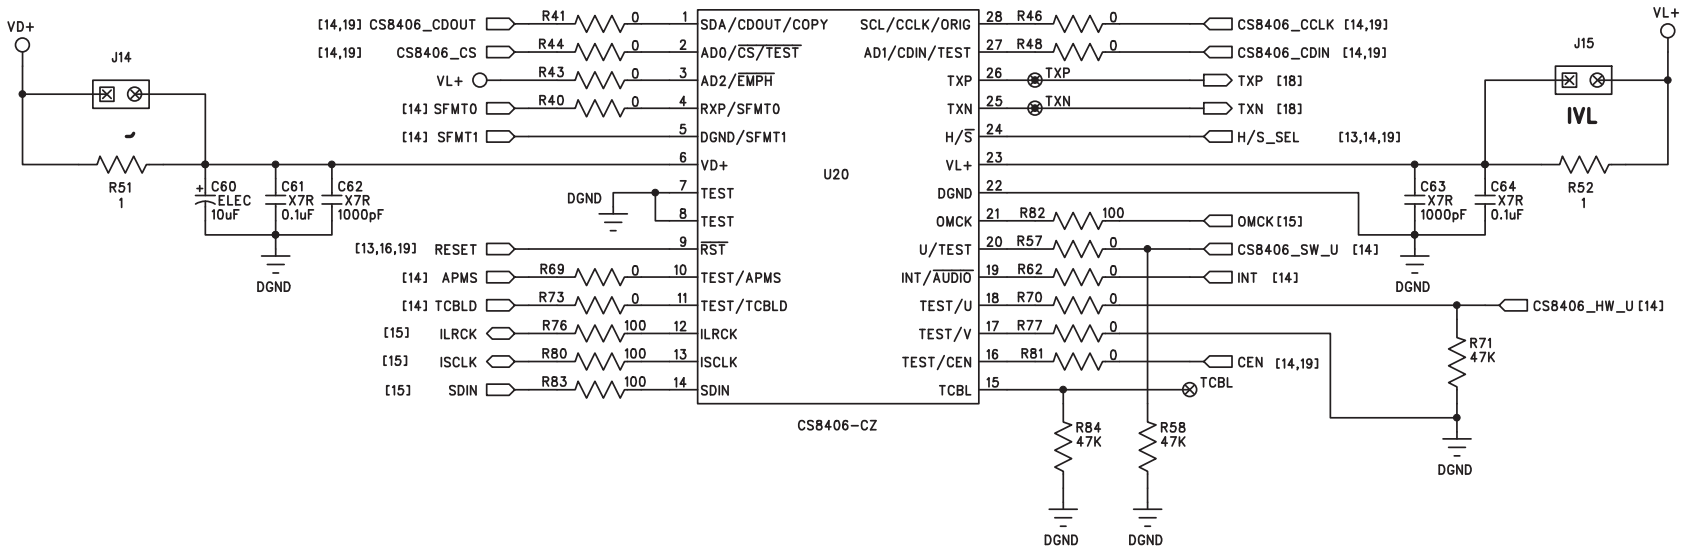 VD+
J14
R51
1
C60
ELEC
10uF
C61
X7R
0.1uF
C62
X7R
1000pF
DGND
[14,19] CS8406_CDOUT R41 0 1 SDA/CDOUT/COPY
[14,19] CS8406_CS R44 0 2 AD0/CS/TEST
VL+ R43 0 3 AD2/EMPH
[14] SFMT0 R40 0 4 RXP/SFMT0
[14] SFMT1 5 DGND/SFMT1
6 VD+
DGND 7 TEST
8 TEST
[13,16,19] RESET 9 RST
[14] APMS R69 0 10 TEST/APMS
[14] TCBLD R73 0 11 TEST/TCBLD
[15] ILRCK R76 100 12 ILRCK
[15] ISCLK R80 100 13 ISCLK
[15] SDIN R83 100 14 SDIN
U20
CS8406-CZ
SCL/CCLK/ORIG 28 R46 0 CS8406_CCLK [14,19]
AD1/CDIN/TEST 27 R48 0 CS8406_CDIN [14,19]
TXP 26 TXP TXP [18]
TXN 25 TXN TXN [18]
H/S 24 H/S_SEL [13,14,19]
VL+ 23
DGND 22
OMCK 21 R82 100 OMCK[15]
U/TEST 20 R57 0 CS8406_SW_U [14]
INT/AUDIO 19 R62 0 INT [14]
TEST/U 18 R70 0 CS8406_HW_U[14]
TEST/V 17 R77 0
TEST/CEN 16 R81 0 CEN [14,19]
TCBL 15 TCBL
VL+
J15
IVL
R52
1
C63
X7R
1000pF
C64
X7R
0.1uF
DGND
R71
47K
DGND
R84
47K
DGND
R58
47K
DGND